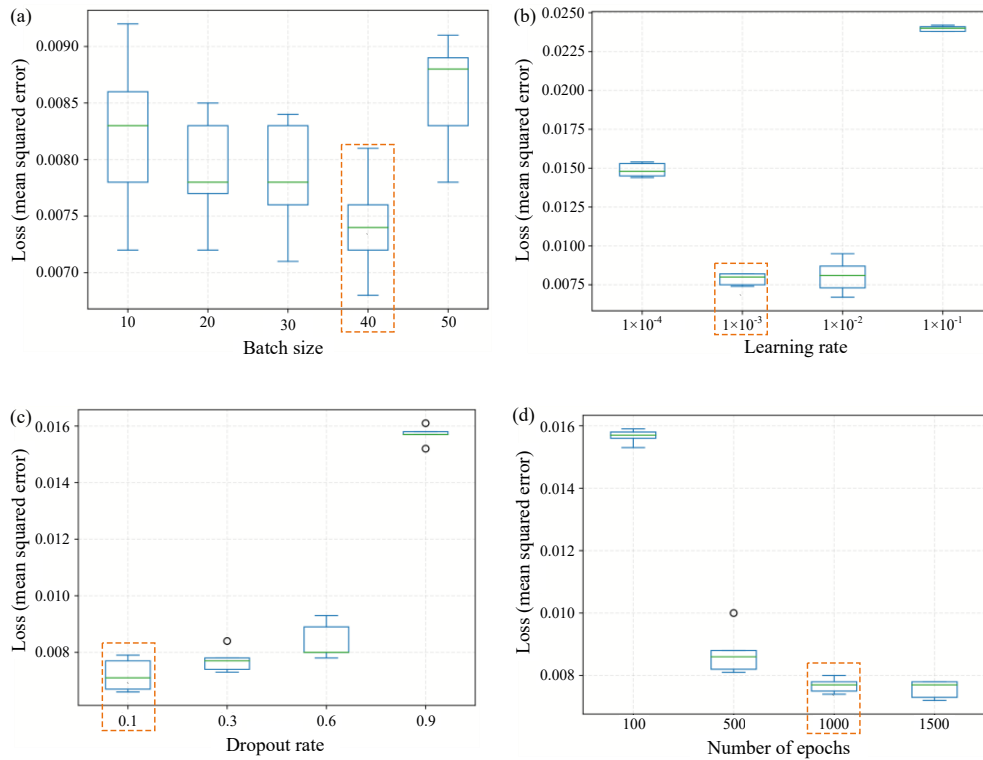 (a)
Loss (mean squared error)
0.0090
0.0085
0.0080
0.0075
0.0070
10 20 30 40 50
Batch size
(b)
Loss (mean squared error)
0.0250
0.0225
0.0200
0.0175
0.0150
0.0125
0.0100
0.0075
1×10⁻⁴ 1×10⁻³ 1×10⁻² 1×10⁻¹
Learning rate
(c)
Loss (mean squared error)
0.016
0.014
0.012
0.010
0.008
0.1 0.3 0.6 0.9
Dropout rate
(d)
Loss (mean squared error)
0.016
0.014
0.012
0.010
0.008
100 500 1000 1500
Number of epochs